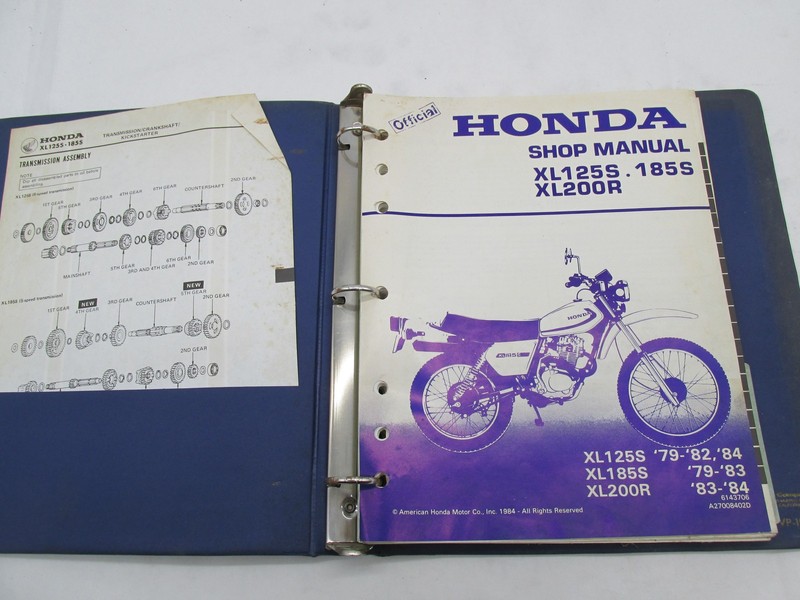 HONDA
XL125S·185S
TRANSMISSION/CRANKSHAFT/
KICKSTARTER
TRANSMISSION ASSEMBLY
NOTE
1ST GEAR
4TH GEAR
3RD GEAR
6TH GEAR
4TH GEAR
COUNTERSHAFT
2ND GEAR
MAINSHAFT
5TH GEAR
3RD AND 4TH GEAR
6TH GEAR
2ND GEAR
1ST GEAR
NEW
4TH GEAR
3RD GEAR
COUNTERSHAFT
NEW
5TH GEAR
2ND GEAR
2ND GEAR
Official
HONDA
SHOP MANUAL
XL125S · 185S
XL200R
HONDA
XL125S '79-'82,'84
XL185S '79-'83
XL200R '83-'84
6143706
A27008402D
© American Honda Motor Co., Inc. 1984 - All Rights Reserved